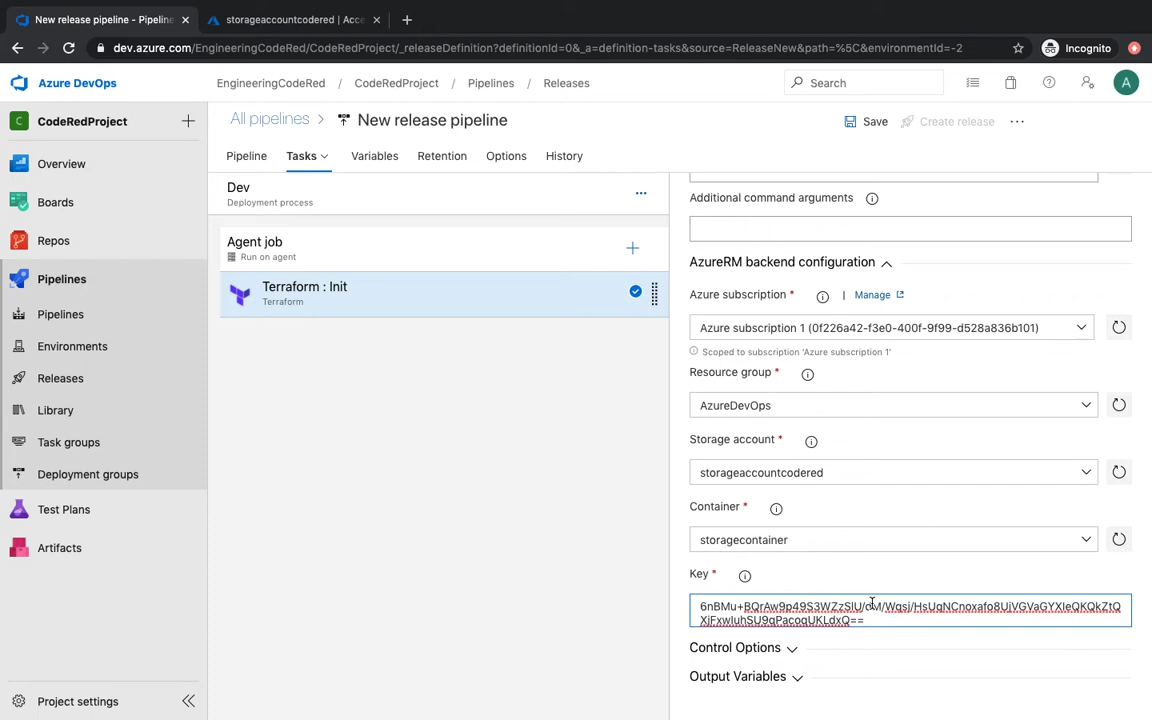 New release pipeline - Pipeline
storageaccountcodered | Acce
dev.azure.com/EngineeringCodeRed/CodeRedProject/_releaseDefinition?definitionId=0&_a=definition-tasks&source=ReleaseNew&path=%5C&environmentId=-2
Incognito
Azure DevOps
EngineeringCodeRed / CodeRedProject / Pipelines / Releases
Search
A
C CodeRedProject
All pipelines > New release pipeline
Save
Create release
Pipeline Tasks Variables Retention Options History
Overview
Boards
Repos
Pipelines
Pipelines
Environments
Releases
Library
Task groups
Deployment groups
Test Plans
Artifacts
Project settings
Dev
Deployment process
Agent job
Run on agent
Terraform : Init
Terraform
Additional command arguments
AzureRM backend configuration
Azure subscription * | Manage
Azure subscription 1 (0f226a42-f3e0-400f-9f99-d528a836b101)
Scoped to subscription 'Azure subscription 1'
Resource group *
AzureDevOps
Storage account *
storageaccountcodered
Container *
storagecontainer
Key *
Control Options
Output Variables